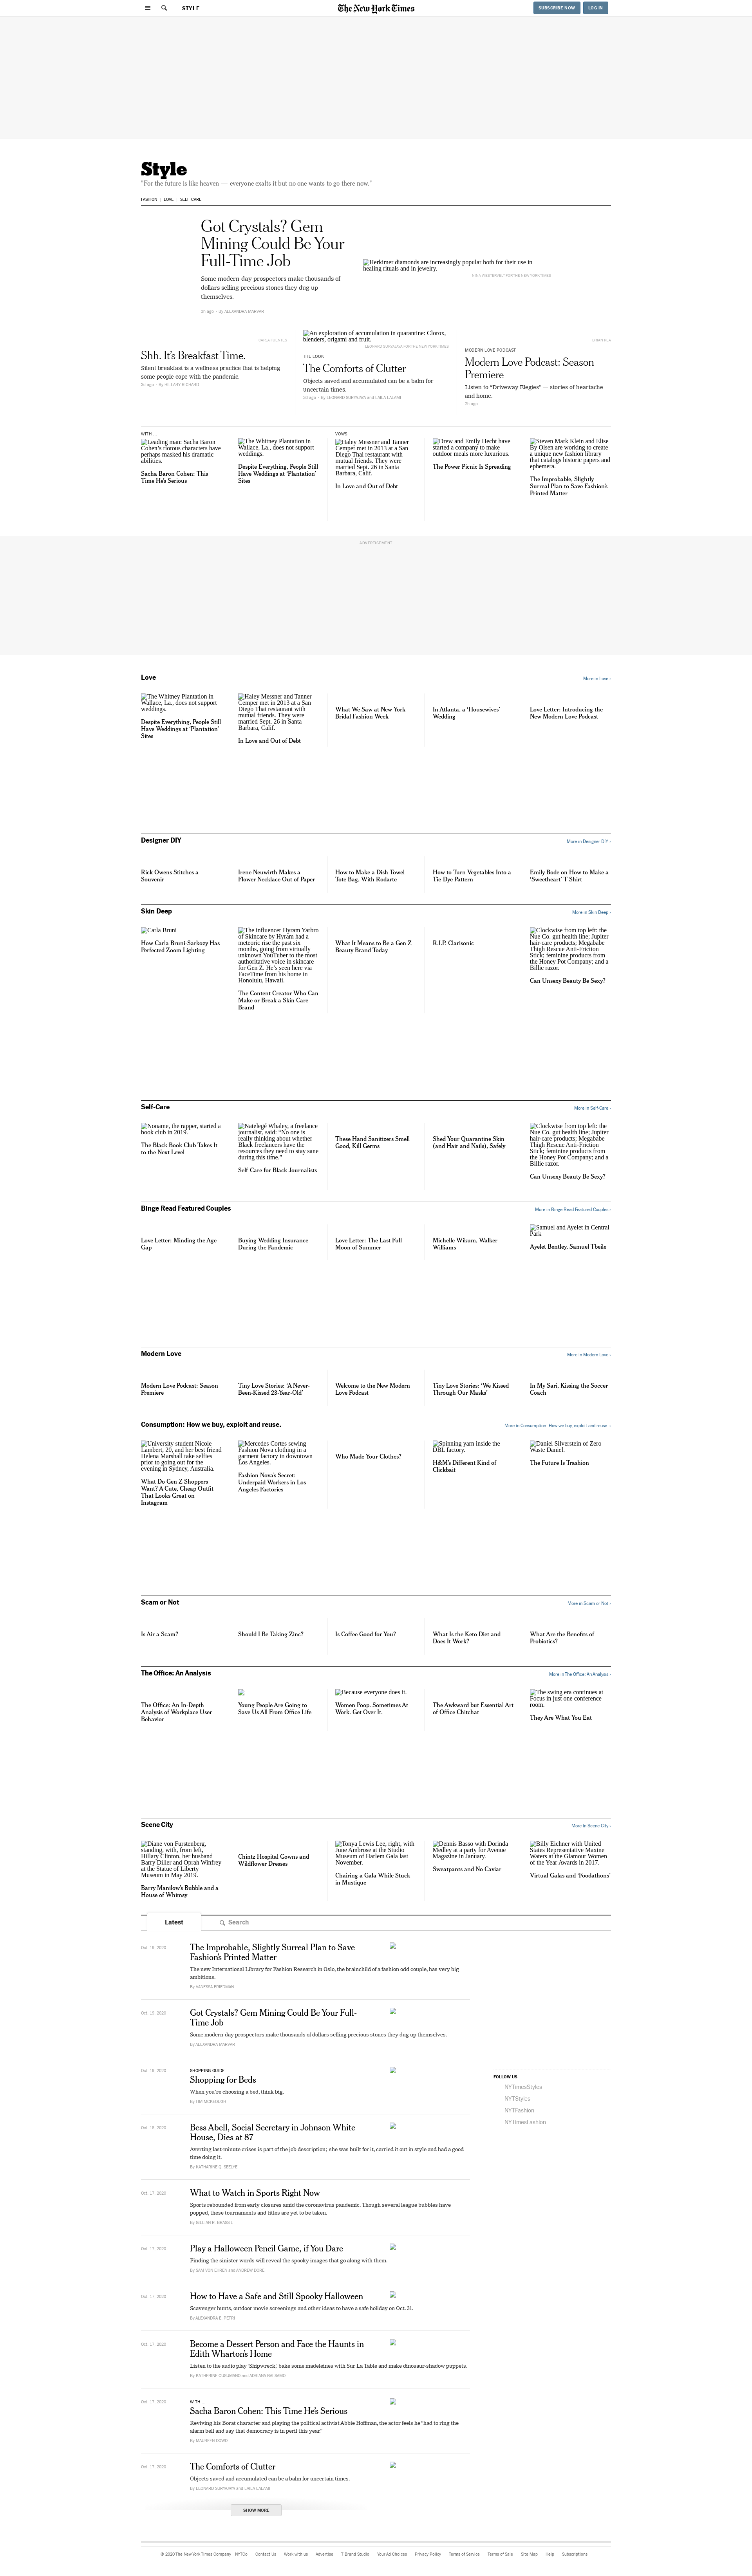 STYLE
The New York Times
SUBSCRIBE NOW
LOG IN
Style
"For the future is like heaven — everyone exalts it but no one wants to go there now."
FASHION
LOVE
SELF-CARE
Got Crystals? Gem
Mining Could Be Your
Full-Time Job
Some modern-day prospectors make thousands of
dollars selling precious stones they dug up
themselves.
By ALEXANDRA MARVAR
Herkimer diamonds are increasingly popular both for their use in
healing rituals and in jewelry.
Shh. It's Breakfast Time.
Silent breakfast is a wellness practice that is helping
some people cope with the pandemic.
3d ago By HILLARY RICHARD
An exploration of accumulation in quarantine: Clorox,
blenders, origami and fruit.
LEONARD SURYAJAYA FOR THE NEW YORK TIMES
THE LOOK
The Comforts of Clutter
Objects saved and accumulated can be a balm for
uncertain times.
3d ago By LEONARD SURYAJAYA and LAILA LALAMI
BRIAN REA
MODERN LOVE PODCAST
Modern Love Podcast: Season
Premiere
Listen to "Driveway Elegies" — stories of heartache
and home.
WITH ...
Leading man: Sacha Baron
Cohen's riotous characters have
perhaps masked his dramatic
abilities.
Sacha Baron Cohen: This
Time He's Serious
The Whitney Plantation in
Wallace, La., does not support
weddings.
Despite Everything, People Still
Have Weddings at 'Plantation'
Sites
VOWS
Haley Messner and Tanner
Cemper met in 2013 at a San
Diego Thai restaurant with
mutual friends. They were
married Sept. 26 in Santa
Barbara, Calif.
In Love and Out of Debt
Drew and Emily Hecht have
started a company to make
outdoor meals more luxurious.
The Power Picnic Is Spreading
Steven Mark Klein and Elise
By Olsen are working to create
a unique new fashion library
that catalogs historic papers and
ephemera.
The Improbable, Slightly
Surreal Plan to Save Fashion's
Printed Matter
ADVERTISEMENT
Love
More in Love ›
The Whitney Plantation in
Wallace, La., does not support
weddings.
Despite Everything, People Still
Have Weddings at 'Plantation'
Sites
Haley Messner and Tanner
Cemper met in 2013 at a San
Diego Thai restaurant with
mutual friends. They were
married Sept. 26 in Santa
Barbara, Calif.
In Love and Out of Debt
What We Saw at New York
Bridal Fashion Week
In Atlanta, a 'Housewives'
Wedding
Love Letter: Introducing the
New Modern Love Podcast
Designer DIY
More in Designer DIY ›
Rick Owens Stitches a
Souvenir
Irene Neuwirth Makes a
Flower Necklace Out of Paper
How to Make a Dish Towel
Tote Bag, With Rodarte
How to Turn Vegetables Into a
Tie-Dye Pattern
Emily Bode on How to Make a
'Sweetheart' T-Shirt
Skin Deep
More in Skin Deep ›
Carla Bruni
How Carla Bruni-Sarkozy Has
Perfected Zoom Lighting
The influencer Hyram Yarbro
of Skincare by Hyram had a
meteoric rise the past six
months, going from virtually
unknown YouTuber to the most
authoritative voice in skincare
for Gen Z. He's seen here via
FaceTime from his home in
Honolulu, Hawaii.
The Content Creator Who Can
Make or Break a Skin Care
Brand
What It Means to Be a Gen Z
Beauty Brand Today
R.I.P. Clarisonic
Clockwise from top left: the
Nue Co. gut health line; Jupiter
hair-care products; Megababe
Thigh Rescue Anti-Friction
Stick; feminine products from
the Honey Pot Company; and a
Billie razor.
Can Unsexy Beauty Be Sexy?
Self-Care
More in Self-Care ›
Noname, the rapper, started a
book club in 2019.
The Black Book Club Takes It
to the Next Level
Natelegé Whaley, a freelance
journalist, said: "No one is
really thinking about whether
Black freelancers have the
resources they need to stay sane
during this time."
Self-Care for Black Journalists
These Hand Sanitizers Smell
Good, Kill Germs
Shed Your Quarantine Skin
(and Hair and Nails), Safely
Clockwise from top left: the
Nue Co. gut health line; Jupiter
hair-care products; Megababe
Thigh Rescue Anti-Friction
Stick; feminine products from
the Honey Pot Company; and a
Billie razor.
Can Unsexy Beauty Be Sexy?
Binge Read Featured Couples
More in Binge Read Featured Couples ›
Love Letter: Minding the Age
Gap
Buying Wedding Insurance
During the Pandemic
Love Letter: The Last Full
Moon of Summer
Michelle Wikum, Walker
Williams
Samuel and Ayelet in Central
Park
Ayelet Bentley, Samuel Tbeile
Modern Love
More in Modern Love ›
Modern Love Podcast: Season
Premiere
Tiny Love Stories: 'A Never-
Been-Kissed 23-Year-Old'
Welcome to the New Modern
Love Podcast
Tiny Love Stories: 'We Kissed
Through Our Masks'
In My Sari, Kissing the Soccer
Coach
Consumption: How we buy, exploit and reuse.
More in Consumption: How we buy, exploit and reuse. ›
University student Nicole
Lambert, 20, and her best friend
Helena Marshall take selfies
prior to going out for the
evening in Sydney, Australia.
What Do Gen Z Shoppers
Want? A Cute, Cheap Outfit
That Looks Great on
Instagram
Mercedes Cortes sewing
Fashion Nova clothing in a
garment factory in downtown
Los Angeles.
Fashion Nova's Secret:
Underpaid Workers in Los
Angeles Factories
Who Made Your Clothes?
Spinning yarn inside the
DBL factory.
H&M's Different Kind of
Clickbait
Daniel Silverstein of Zero
Waste Daniel.
The Future Is Trashion
Scam or Not
More in Scam or Not ›
Is Air a Scam?
Should I Be Taking Zinc?
Is Coffee Good for You?
What Is the Keto Diet and
Does It Work?
What Are the Benefits of
Probiotics?
The Office: An Analysis
More in The Office: An Analysis ›
The Office: An In-Depth
Analysis of Workplace User
Behavior
Young People Are Going to
Save Us All From Office Life
Because everyone does it.
Women Poop. Sometimes At
Work. Get Over It.
The Awkward but Essential Art
of Office Chitchat
The swing era continues at
Focus in just one conference
room.
They Are What You Eat
Scene City
More in Scene City ›
Diane von Furstenberg,
standing, with, from left,
Hillary Clinton, her husband
Barry Diller and Oprah Winfrey
at the Statue of Liberty
Museum in May 2019.
Barry Manilow's Bubble and a
House of Whimsy
Chintz Hospital Gowns and
Wildflower Dresses
Tonya Lewis Lee, right, with
June Ambrose at the Studio
Museum of Harlem Gala last
November.
Chairing a Gala While Stuck
in Mustique
Dennis Basso with Dorinda
Medley at a party for Avenue
Magazine in January.
Sweatpants and No Caviar
Billy Eichner with United
States Representative Maxine
Waters at the Glamour Women
of the Year Awards in 2017.
Virtual Galas and 'Foodathons'
Latest
Search
Oct. 19, 2020
The Improbable, Slightly Surreal Plan to Save
Fashion's Printed Matter
The new International Library for Fashion Research in Oslo, the brainchild of a fashion odd couple, has very big
ambitions.
By VANESSA FRIEDMAN
Got Crystals? Gem Mining Could Be Your Full-
Time Job
Some modern-day prospectors make thousands of dollars selling precious stones they dug up themselves.
By ALEXANDRA MARVAR
SHOPPING GUIDE
Shopping for Beds
When you're choosing a bed, think big.
By TIM MCKEOUGH
Bess Abell, Social Secretary in Johnson White
House, Dies at 87
Averting last-minute crises is part of the job description; she was built for it, carried it out in style and had a good
time doing it.
By KATHARINE Q. SEELYE
Oct. 17, 2020
What to Watch in Sports Right Now
Sports rebounded from early closures amid the coronavirus pandemic. Though several league bubbles have
popped, these tournaments and titles are yet to be taken.
By GILLIAN R. BRASSIL
Oct. 17, 2020
Play a Halloween Pencil Game, if You Dare
Finding the sinister words will reveal the spooky images that go along with them.
By SAM VON EHREN and ANDREW DORE
Oct. 17, 2020
How to Have a Safe and Still Spooky Halloween
Scavenger hunts, outdoor movie screenings and other ideas to have a safe holiday on Oct. 31.
By ALEXANDRA E. PETRI
Oct. 17, 2020
Become a Dessert Person and Face the Haunts in
Edith Wharton's Home
Listen to the audio play 'Shipwreck,' bake some madeleines with Sur La Table and make dinosaur-shadow puppets.
By KATHERINE CUSUMANO and ADRIANA BALSAMO
Oct. 17, 2020
WITH ...
Sacha Baron Cohen: This Time He's Serious
Reviving his Borat character and playing the political activist Abbie Hoffman, the actor feels he "had to ring the
alarm bell and say that democracy is in peril this year."
By MAUREEN DOWD
Oct. 17, 2020
The Comforts of Clutter
Objects saved and accumulated can be a balm for uncertain times.
By LEONARD SURYAJAYA and LAILA LALAMI
SHOW MORE
FOLLOW US
NYTimesStyles
NYTStyles
NYTFashion
NYTimesFashion
© 2020 The New York Times Company
NYTCo
Contact Us
Work with us
Advertise
T Brand Studio
Your Ad Choices
Privacy Policy
Terms of Service
Terms of Sale
Site Map
Help
Subscriptions